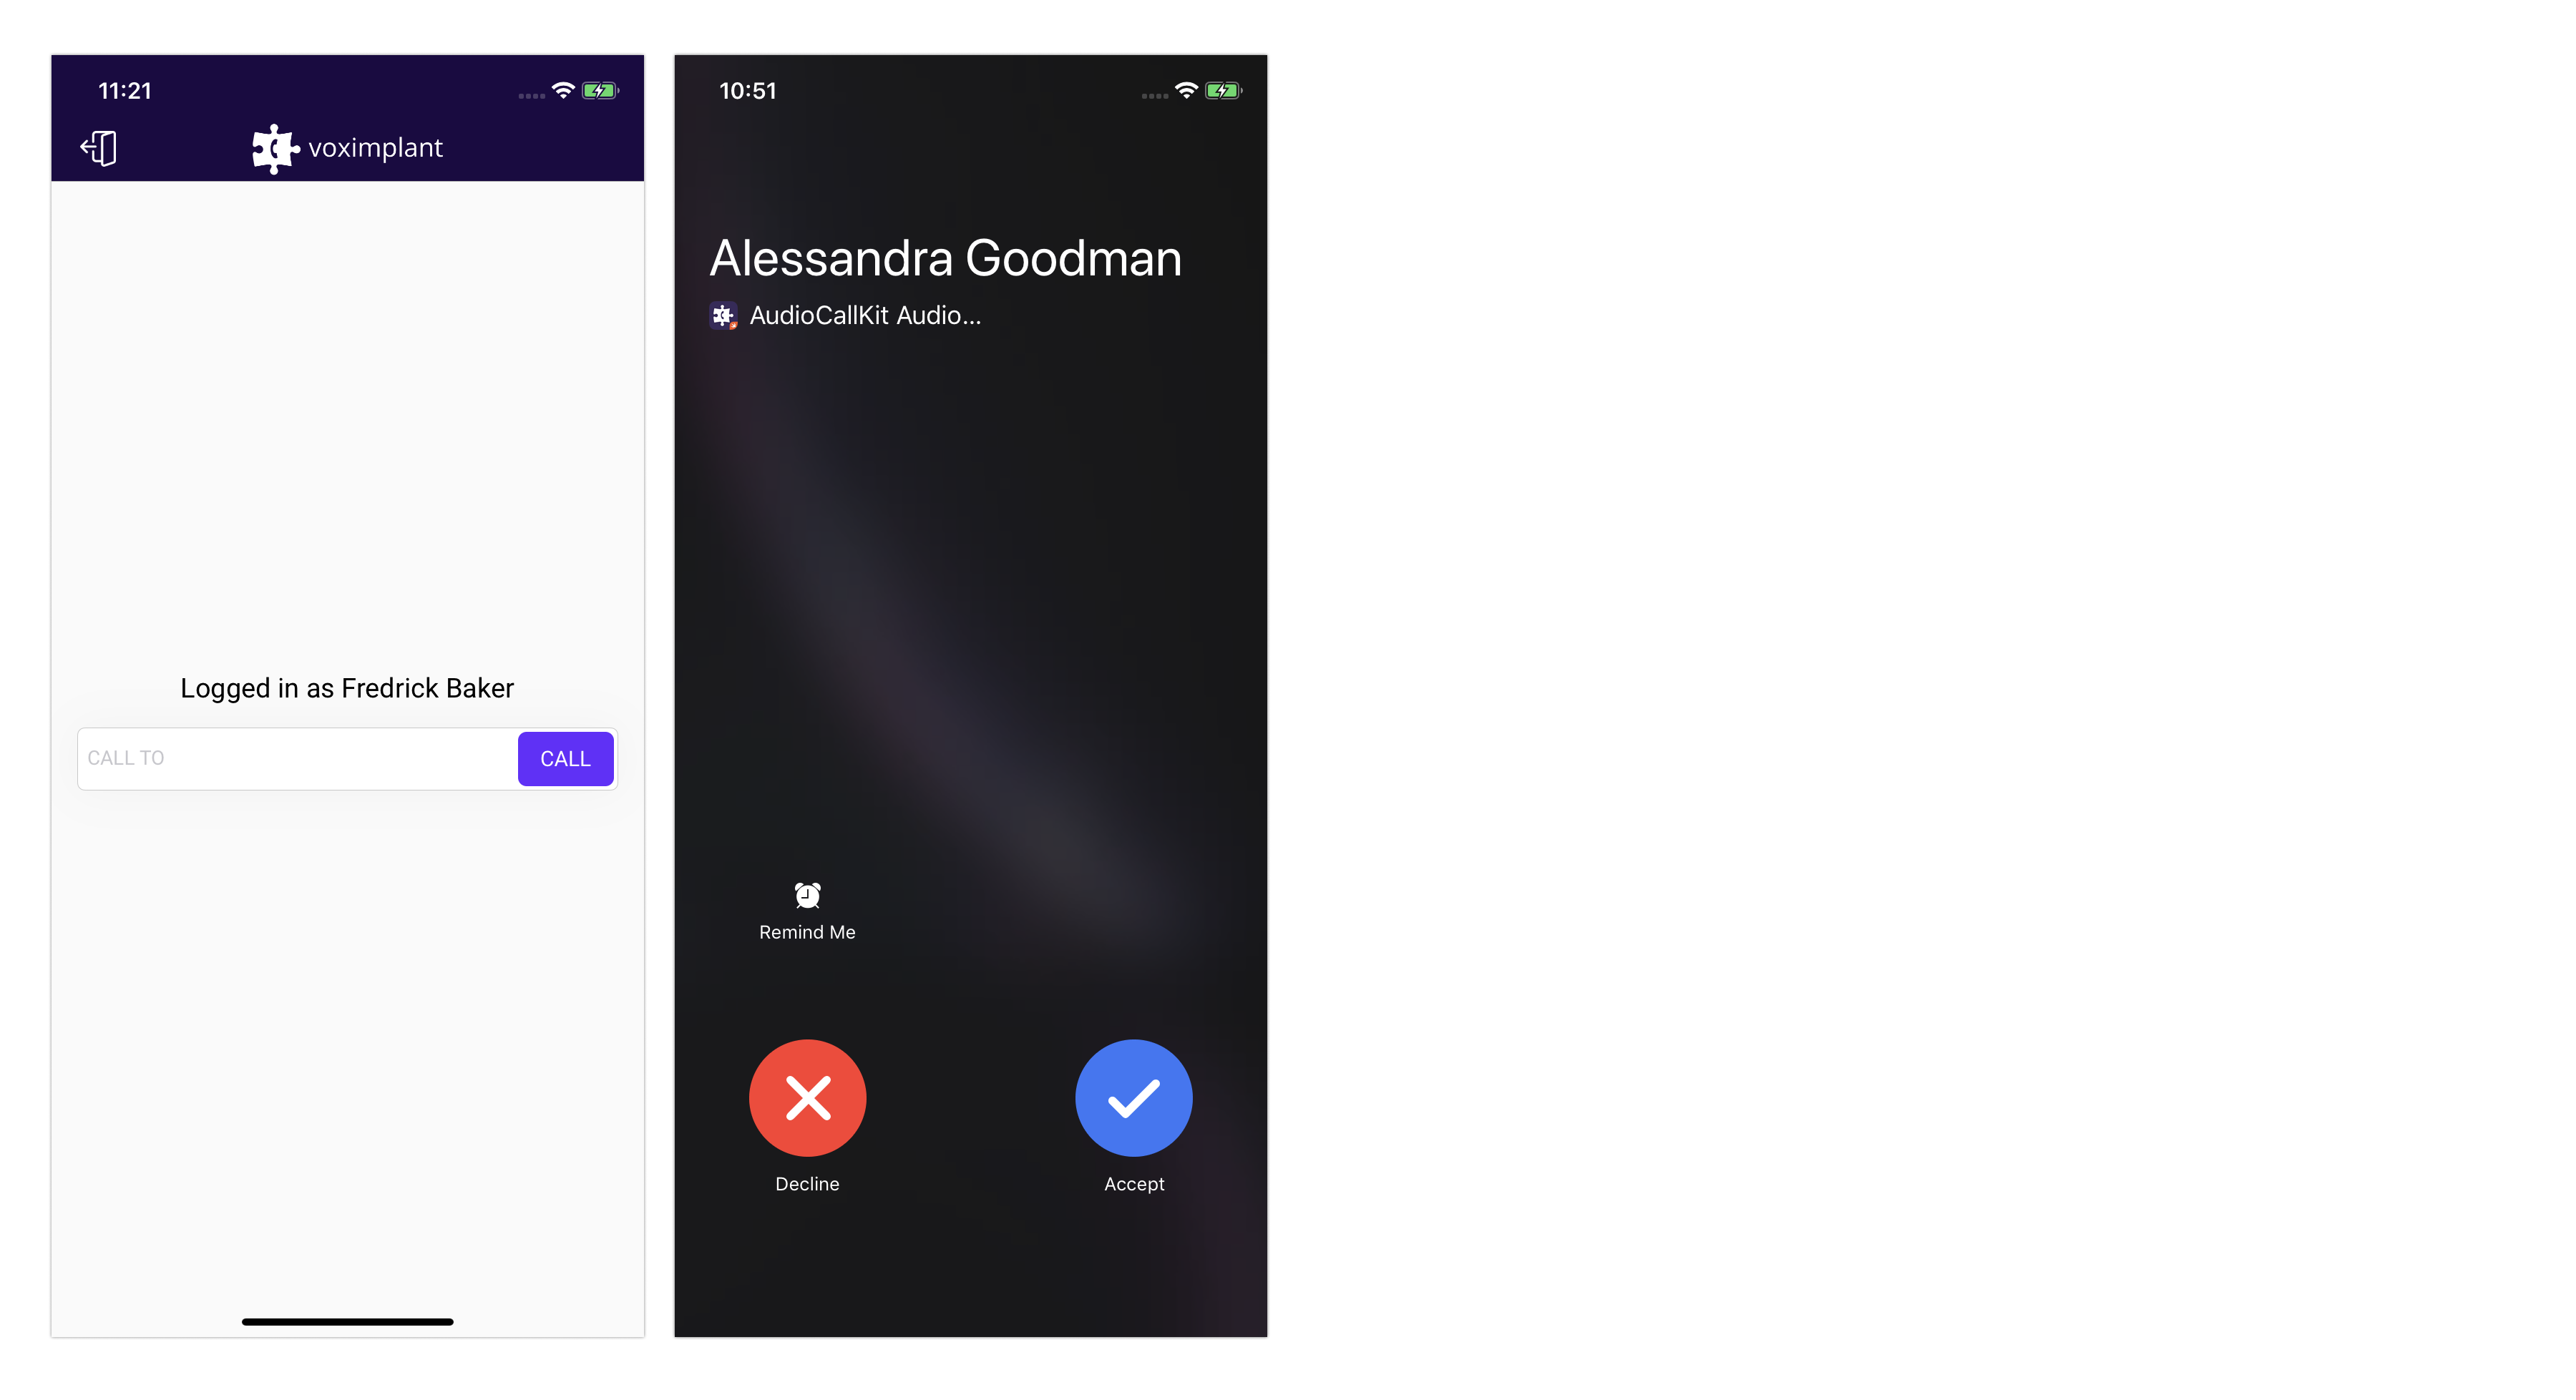 11:21
voximplant
Logged in as Fredrick Baker
CALL TO
CALL
10:51
Alessandra Goodman
AudioCallKit Audio...
Remind Me
Decline
Accept